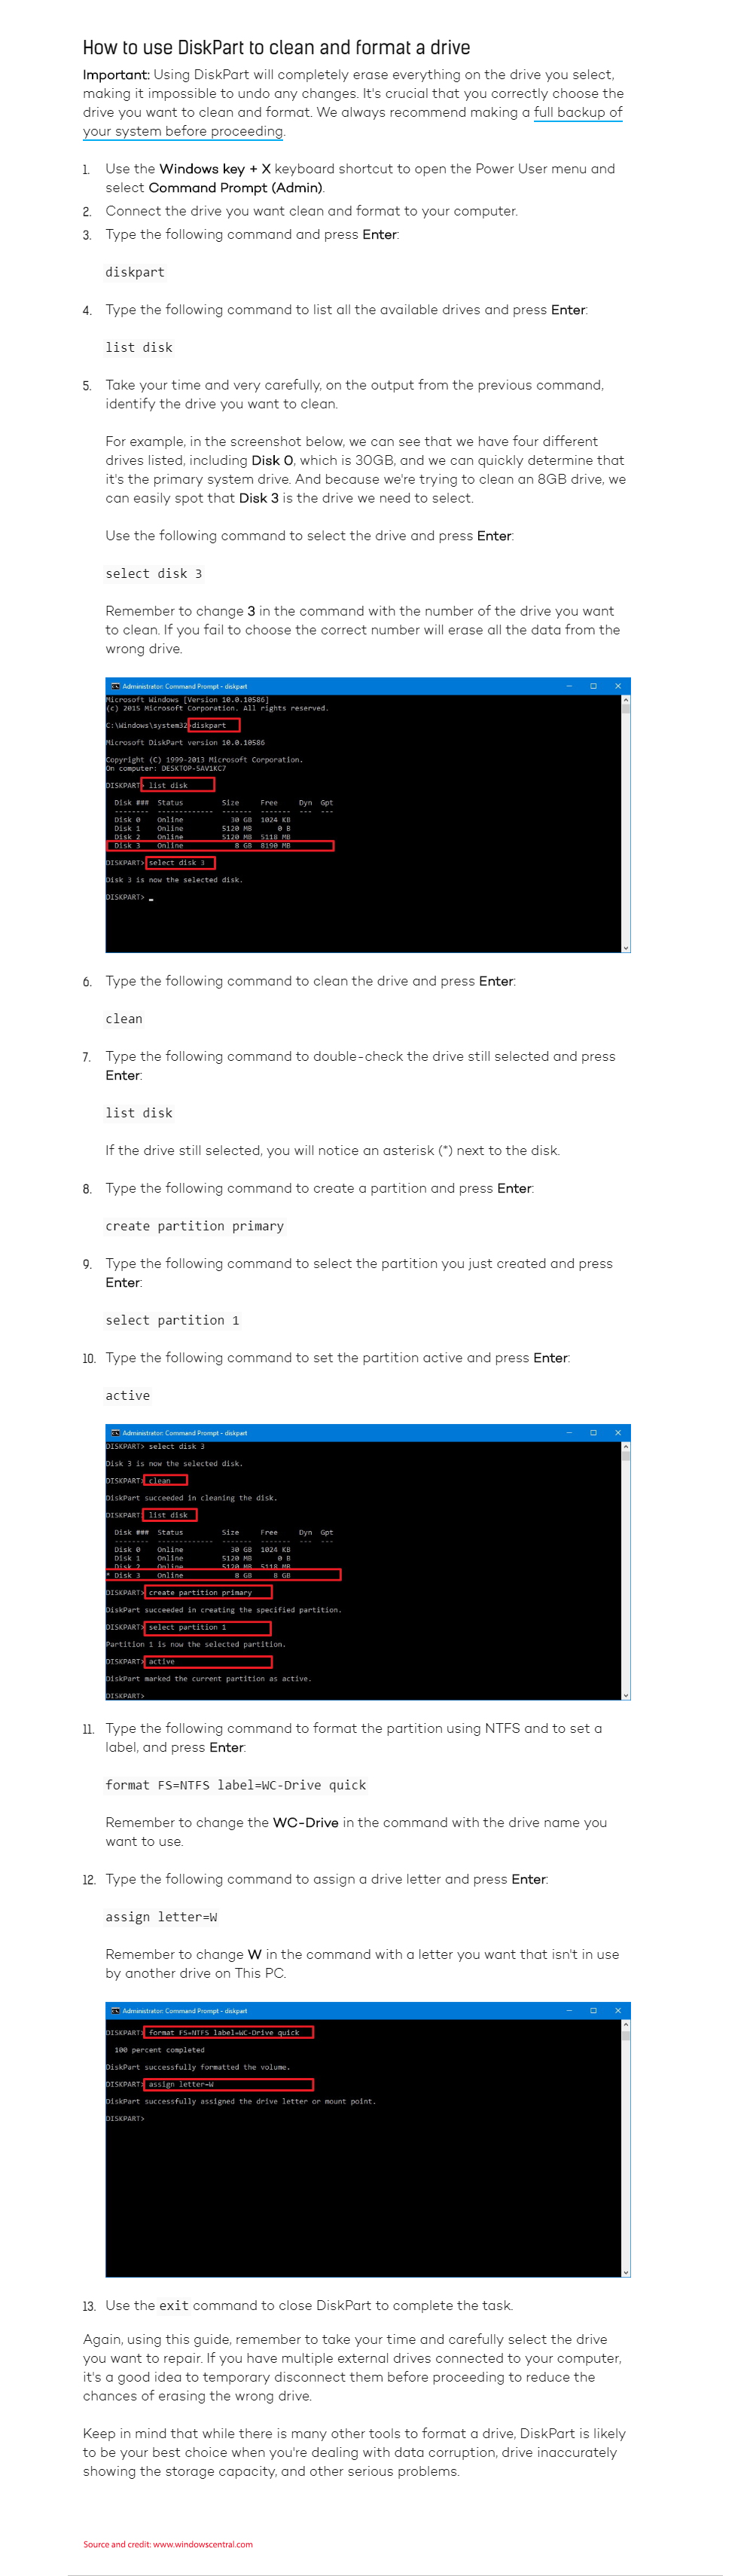 How to use DiskPart to clean and format a drive
Important: Using DiskPart will completely erase everything on the drive you select,
making it impossible to undo any changes. It's crucial that you correctly choose the
drive you want to clean and format. We always recommend making a full backup of
your system before proceeding.
1. Use the Windows key + X keyboard shortcut to open the Power User menu and
select Command Prompt (Admin).
2. Connect the drive you want clean and format to your computer.
3. Type the following command and press Enter:
diskpart
4. Type the following command to list all the available drives and press Enter:
list disk
5. Take your time and very carefully, on the output from the previous command,
identify the drive you want to clean.
For example, in the screenshot below, we can see that we have four different
drives listed, including Disk 0, which is 30GB, and we can quickly determine that
it's the primary system drive. And because we're trying to clean an 8GB drive, we
can easily spot that Disk 3 is the drive we need to select.
Use the following command to select the drive and press Enter:
select disk 3
Remember to change 3 in the command with the number of the drive you want
to clean. If you fail to choose the correct number will erase all the data from the
wrong drive.
Administrator: Command Prompt - diskpart
Microsoft Windows [Version 10.0.10586]
(c) 2015 Microsoft Corporation. All rights reserved.
C:\Windows\system32>diskpart
Microsoft DiskPart version 10.0.10586
Copyright (C) 1999-2013 Microsoft Corporation.
On computer: DESKTOP-5AV1KC7
DISKPART> list disk
Disk ### Status Size Free Dyn Gpt
-------- ------------- ------- ------- --- ---
Disk 0 Online 30 GB 1024 KB
Disk 1 Online 5120 MB 0 B
Disk 2 Online 5120 MB 5118 MB
Disk 3 Online 8 GB 8190 MB
DISKPART> select disk 3
Disk 3 is now the selected disk.
DISKPART> _
6. Type the following command to clean the drive and press Enter:
clean
7. Type the following command to double-check the drive still selected and press
Enter:
list disk
If the drive still selected, you will notice an asterisk (*) next to the disk.
8. Type the following command to create a partition and press Enter:
create partition primary
9. Type the following command to select the partition you just created and press
Enter:
select partition 1
10. Type the following command to set the partition active and press Enter:
active
Administrator: Command Prompt - diskpart
DISKPART> select disk 3
Disk 3 is now the selected disk.
DISKPART> clean
DiskPart succeeded in cleaning the disk.
DISKPART> list disk
Disk ### Status Size Free Dyn Gpt
-------- ------------- ------- ------- --- ---
Disk 0 Online 30 GB 1024 KB
Disk 1 Online 5120 MB 0 B
Disk 2 Online 5120 MB 5118 MB
* Disk 3 Online 8 GB 8 GB
DISKPART> create partition primary
DiskPart succeeded in creating the specified partition.
DISKPART> select partition 1
Partition 1 is now the selected partition.
DISKPART> active
DiskPart marked the current partition as active.
DISKPART>
11. Type the following command to format the partition using NTFS and to set a
label, and press Enter:
format FS=NTFS label=WC-Drive quick
Remember to change the WC-Drive in the command with the drive name you
want to use.
12. Type the following command to assign a drive letter and press Enter:
assign letter=W
Remember to change W in the command with a letter you want that isn't in use
by another drive on This PC.
Administrator: Command Prompt - diskpart
DISKPART> format FS=NTFS label=WC-Drive quick
100 percent completed
DiskPart successfully formatted the volume.
DISKPART> assign letter=W
DiskPart successfully assigned the drive letter or mount point.
DISKPART>
13. Use the exit command to close DiskPart to complete the task.
Again, using this guide, remember to take your time and carefully select the drive
you want to repair. If you have multiple external drives connected to your computer,
it's a good idea to temporary disconnect them before proceeding to reduce the
chances of erasing the wrong drive.
Keep in mind that while there is many other tools to format a drive, DiskPart is likely
to be your best choice when you're dealing with data corruption, drive inaccurately
showing the storage capacity, and other serious problems.
Source and credit: www.windowscentral.com